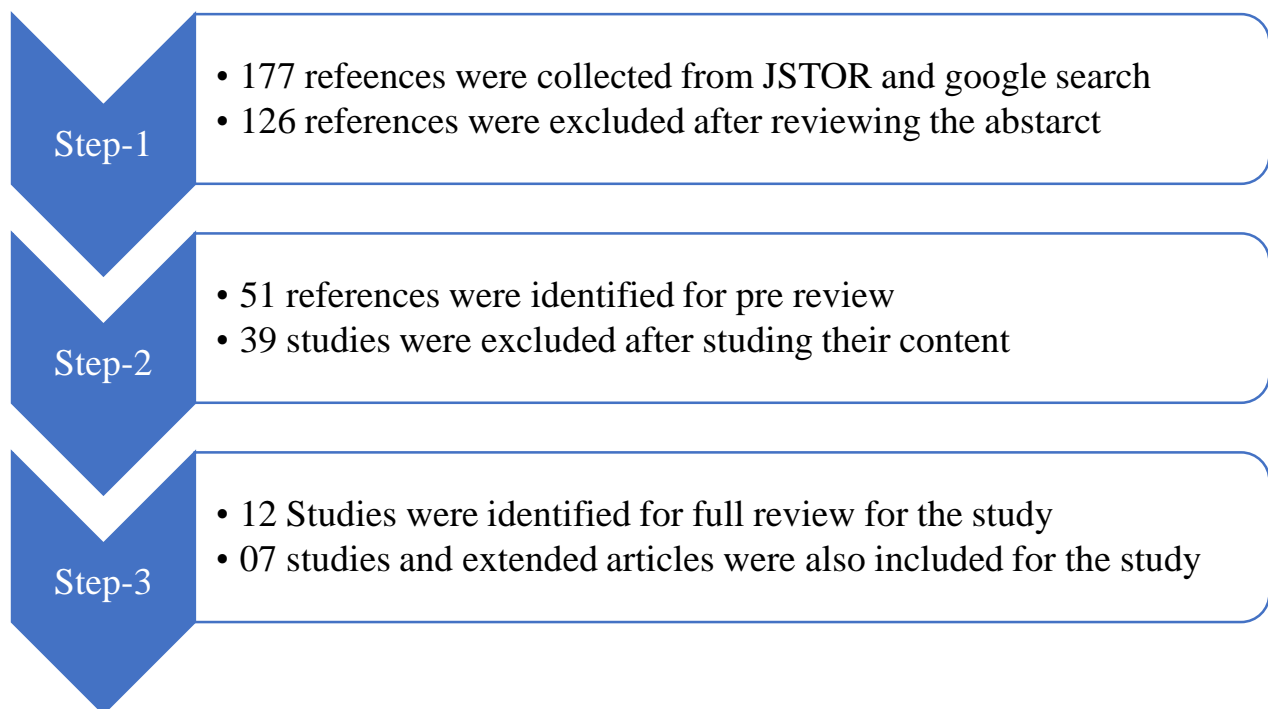 Step-1
• 177 refeences were collected from JSTOR and google search
• 126 references were excluded after reviewing the abstarct
Step-2
• 51 references were identified for pre review
• 39 studies were excluded after studing their content
Step-3
• 12 Studies were identified for full review for the study
• 07 studies and extended articles were also included for the study